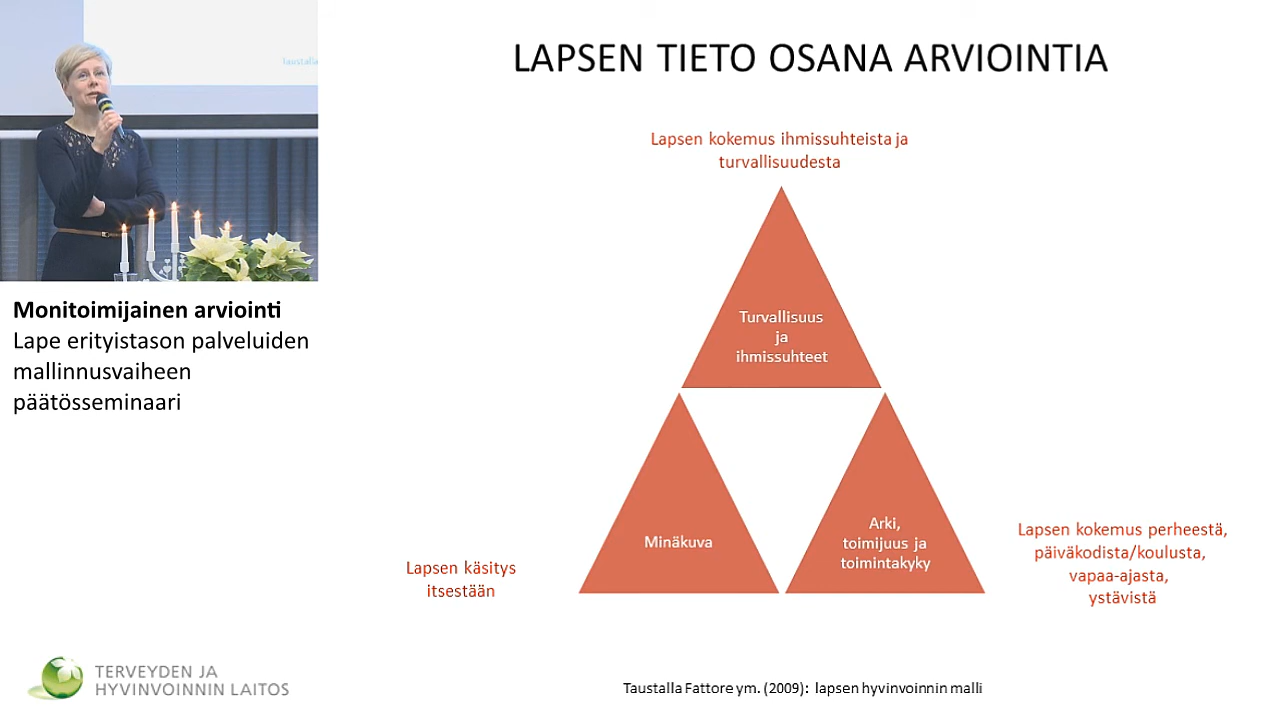 LAPSEN TIETO OSANA ARVIOINTIA
Lapsen kokemus ihmissuhteista ja
turvallisuudesta
Turvallisuus
ja
ihmissuhteet
Monitoimijainen arviointi
Lape erityistason palveluiden
mallinnusvaiheen
päätösseminaari
Minäkuva
Arki,
toimijuus ja
toimintakyky
Lapsen käsitys
itsestään
Lapsen kokemus perheestä,
päiväkodista/koulusta,
vapaa-ajasta,
ystävistä
TERVEYDEN JA
HYVINVOINNIN LAITOS
Taustalla Fattore ym. (2009): lapsen hyvinvoinnin malli